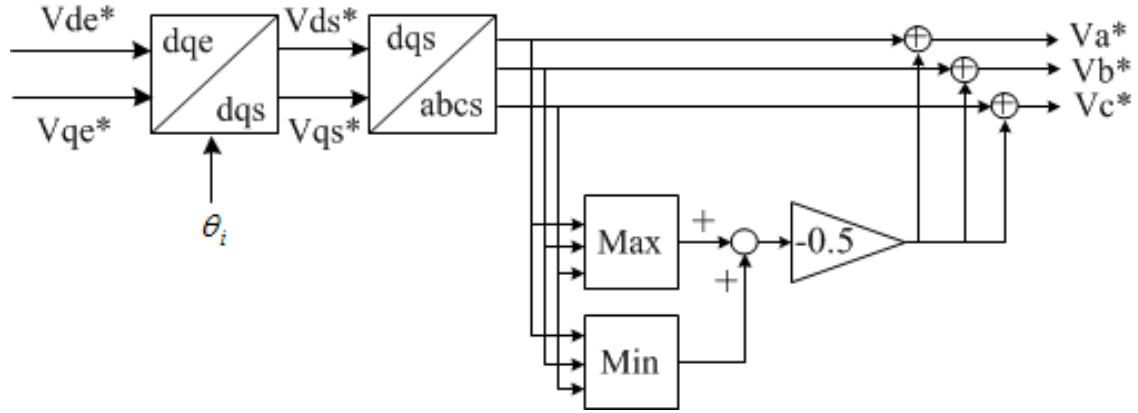 Vde*
Vqe*
dqe
dqs
θi
Vds*
Vqs*
dqs
abcs
+
+
+
Va*
Vb*
Vc*
Max
Min
+
+
-0.5